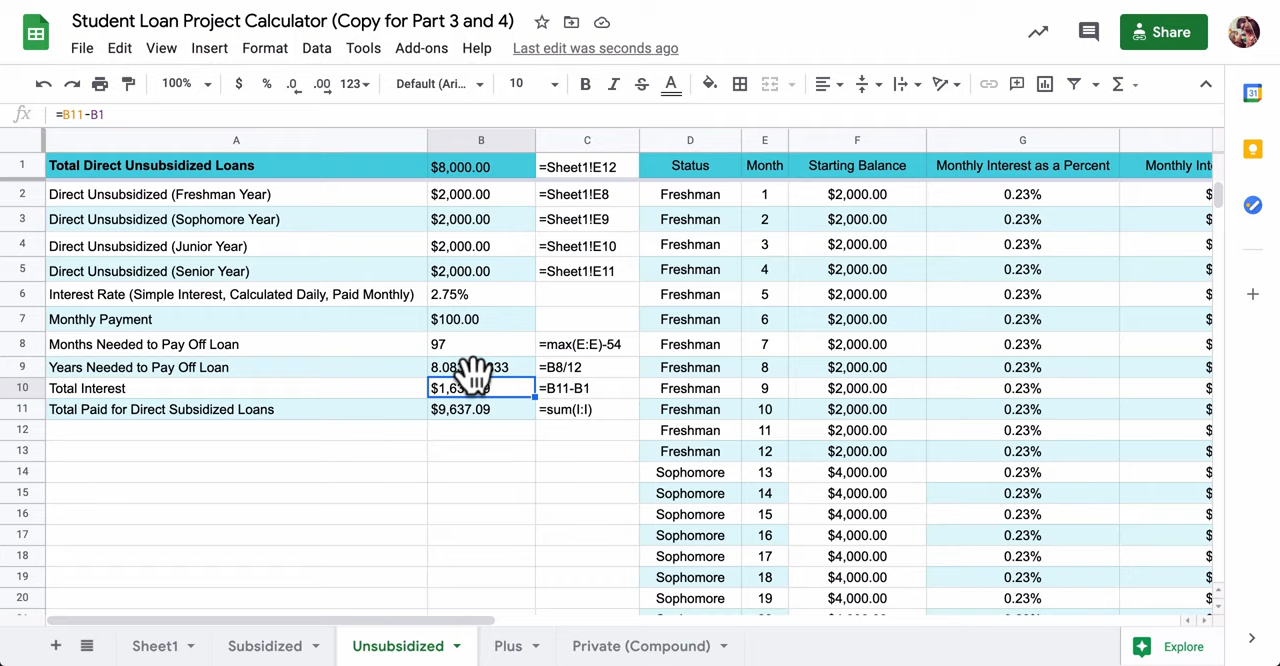 Student Loan Project Calculator (Copy for Part 3 and 4)
File Edit View Insert Format Data Tools Add-ons Help Last edit was seconds ago
Share
100% $ % .0 .00 123 Default (Ari... 10 B I S A
fx =B11-B1
A B C D E F G
1 Total Direct Unsubsidized Loans $8,000.00 =Sheet1!E12 Status Month Starting Balance Monthly Interest as a Percent Monthly Int
2 Direct Unsubsidized (Freshman Year) $2,000.00 =Sheet1!E8 Freshman 1 $2,000.00 0.23% $
3 Direct Unsubsidized (Sophomore Year) $2,000.00 =Sheet1!E9 Freshman 2 $2,000.00 0.23% $
4 Direct Unsubsidized (Junior Year) $2,000.00 =Sheet1!E10 Freshman 3 $2,000.00 0.23% $
5 Direct Unsubsidized (Senior Year) $2,000.00 =Sheet1!E11 Freshman 4 $2,000.00 0.23% $
6 Interest Rate (Simple Interest, Calculated Daily, Paid Monthly) 2.75% Freshman 5 $2,000.00 0.23% $
7 Monthly Payment $100.00 Freshman 6 $2,000.00 0.23% $
8 Months Needed to Pay Off Loan 97 =max(E:E)-54 Freshman 7 $2,000.00 0.23% $
9 Years Needed to Pay Off Loan =B8/12 Freshman 8 $2,000.00 0.23% $
10 Total Interest =B11-B1 Freshman 9 $2,000.00 0.23% $
11 Total Paid for Direct Subsidized Loans $9,637.09 =sum(I:I) Freshman 10 $2,000.00 0.23% $
12 Freshman 11 $2,000.00 0.23% $
13 Freshman 12 $2,000.00 0.23% $
14 Sophomore 13 $4,000.00 0.23% $
15 Sophomore 14 $4,000.00 0.23% $
16 Sophomore 15 $4,000.00 0.23% $
17 Sophomore 16 $4,000.00 0.23% $
18 Sophomore 17 $4,000.00 0.23% $
19 Sophomore 18 $4,000.00 0.23% $
20 Sophomore 19 $4,000.00 0.23% $
Sheet1 Subsidized Unsubsidized Plus Private (Compound) Explore